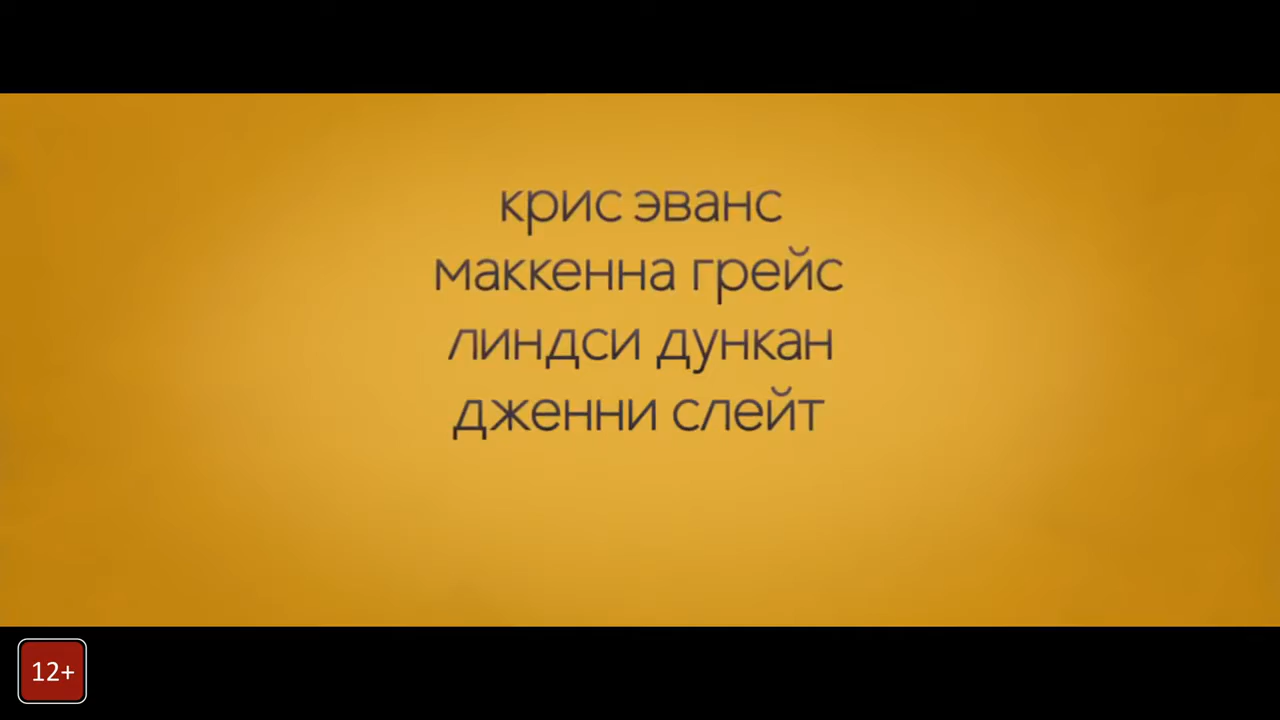 крис эванс
маккенна грейс
линдси дункан
дженни слейт
12+